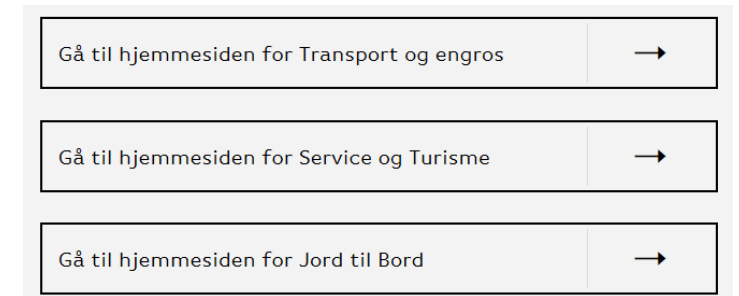 Gå til hjemmesiden for Transport og engros
Gå til hjemmesiden for Service og Turisme
Gå til hjemmesiden for Jord til Bord